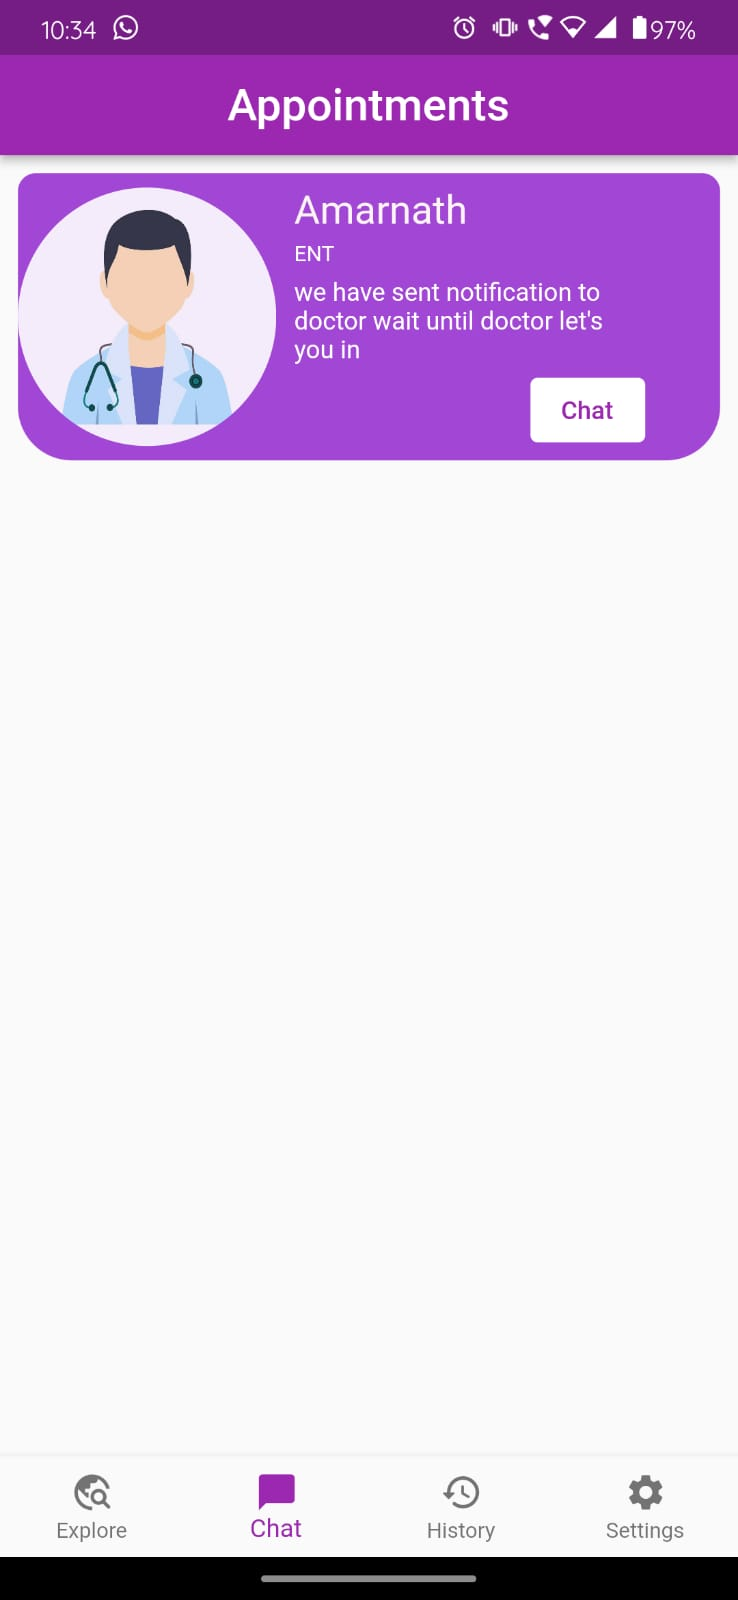 10:34
97%
Appointments
Amarnath
ENT
we have sent notification to
doctor wait until doctor let's
you in
Chat
Explore
Chat
History
Settings